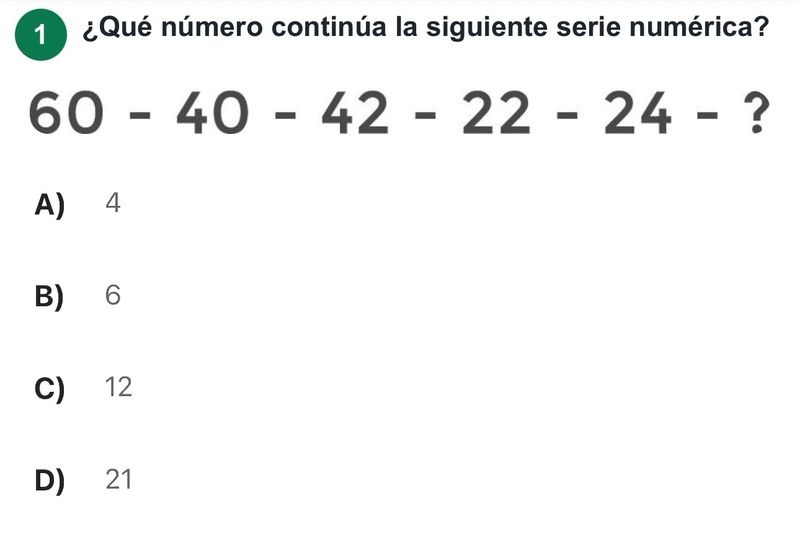 1 ¿Qué número continúa la siguiente serie numérica?
60 - 40 - 42 - 22 - 24 - ?
A) 4
B) 6
C) 12
D) 21